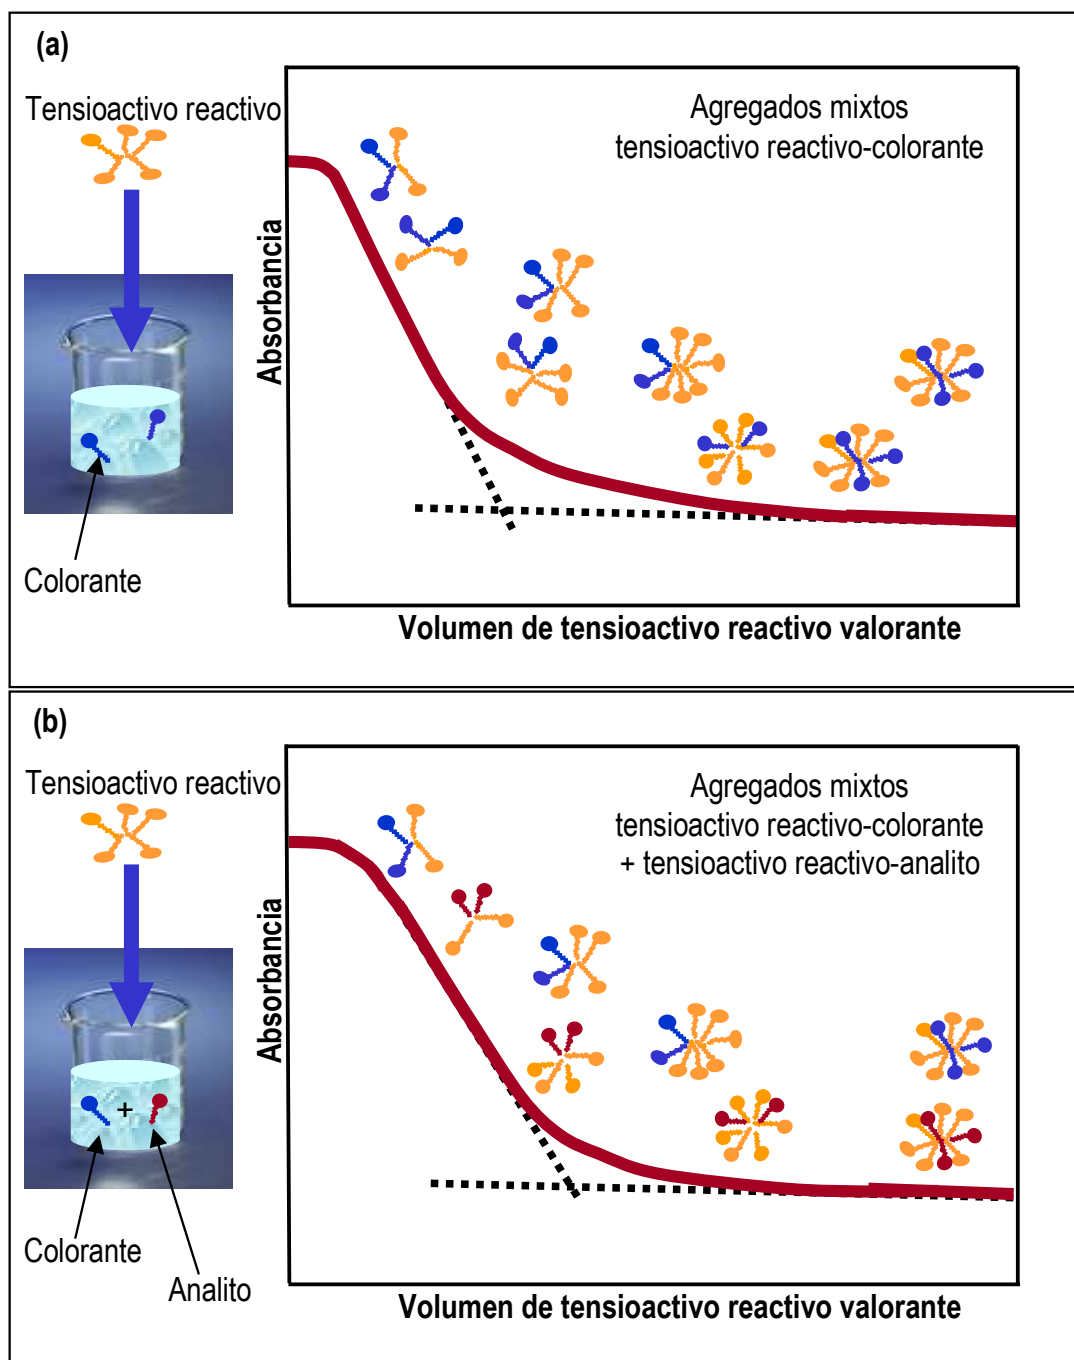 (a)
Tensioactivo reactivo
Agregados mixtos
tensioactivo reactivo-colorante
Absorbancia
Colorante
Volumen de tensioactivo reactivo valorante
(b)
Tensioactivo reactivo
Agregados mixtos
tensioactivo reactivo-colorante
+ tensioactivo reactivo-analito
Absorbancia
+
Colorante
Analito
Volumen de tensioactivo reactivo valorante